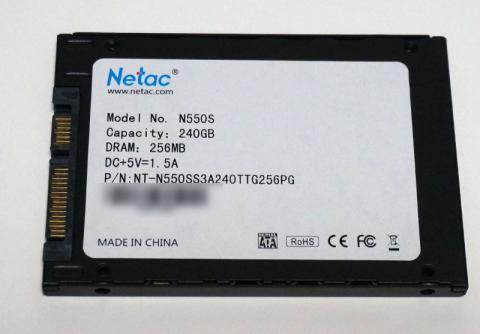 Netac®
www.netac.com
Model No. N550S
Capacity: 240GB
DRAM: 256MB
DC+5V=1.5A
P/N:NT-N550SS3A240TTG256PG
MADE IN CHINA
SERIAL
SATA
RoHS
CE FC